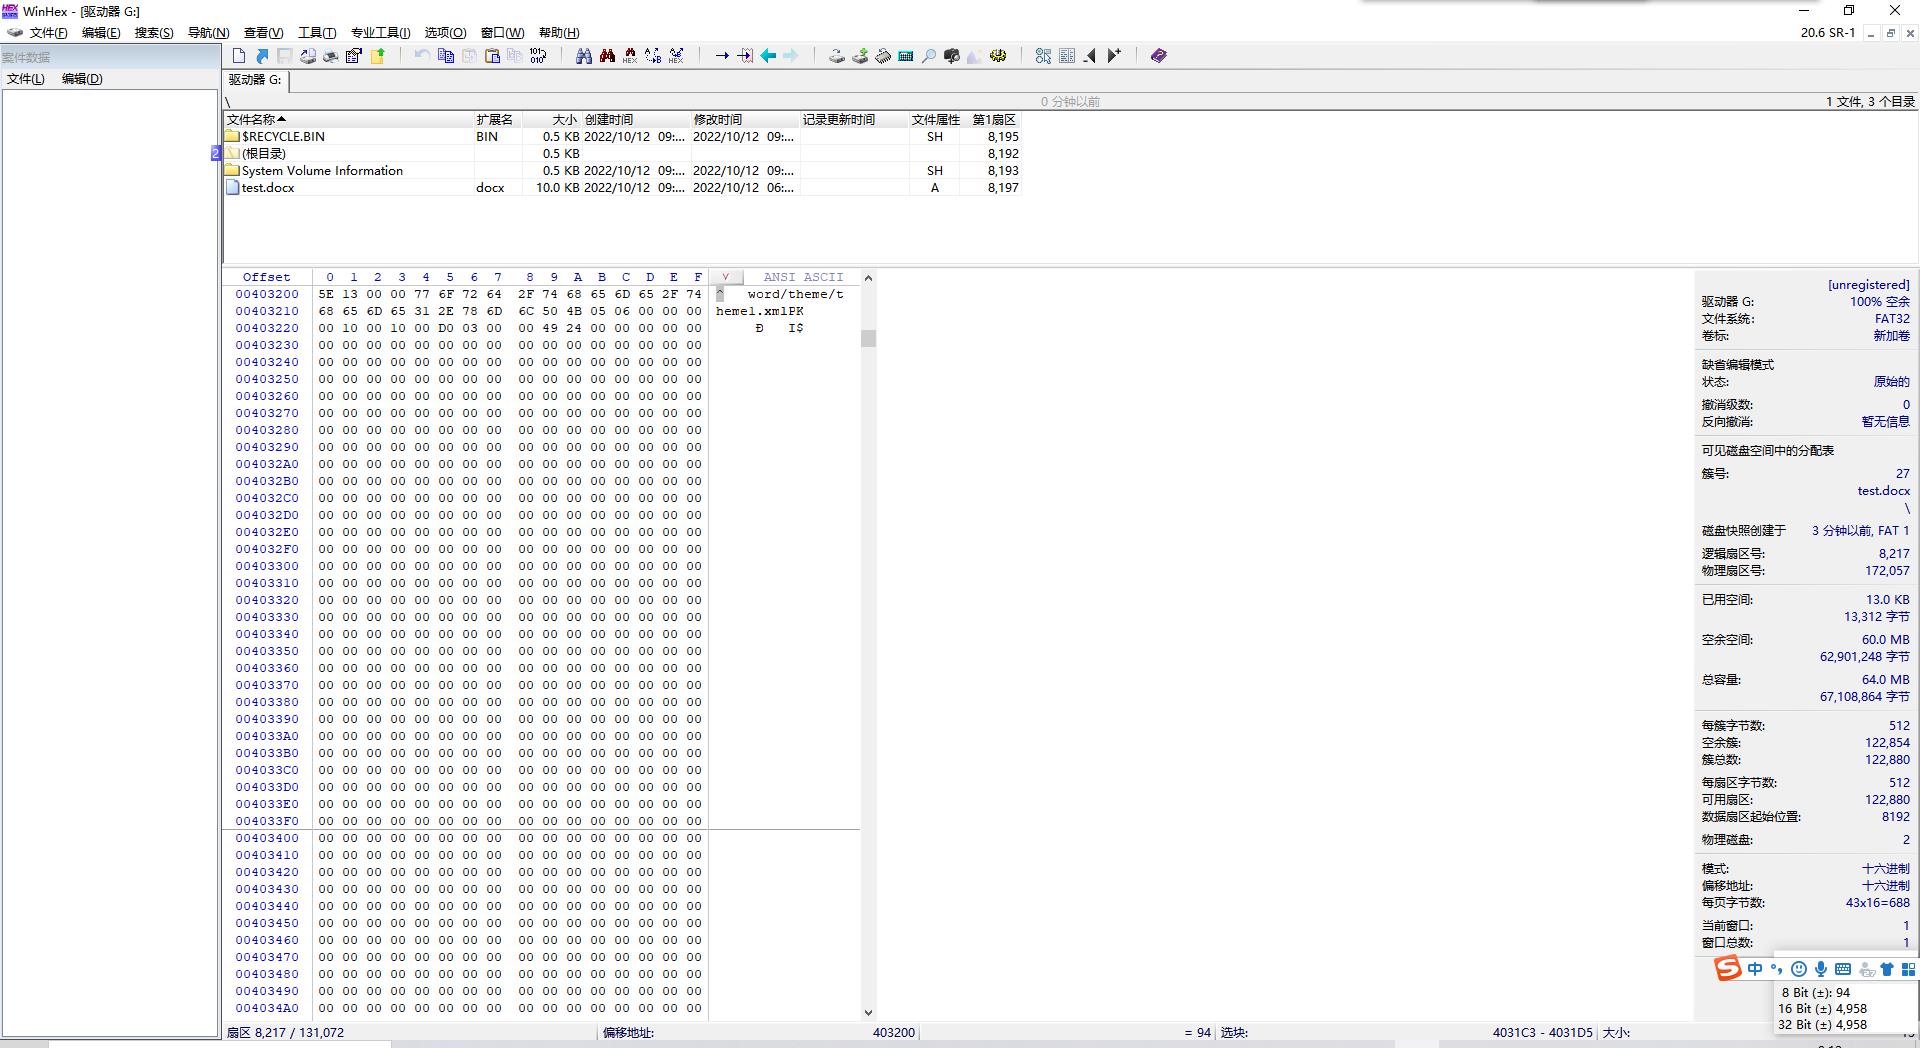 WinHex - [驱动器 G:]
文件(F) 编辑(E) 搜索(S) 导航(N) 查看(V) 工具(T) 专业工具(I) 选项(O) 窗口(W) 帮助(H) 20.6 SR-1
案件数据
文件(L) 编辑(D)
驱动器 G:
\ 0 分钟以前 1 文件, 3 个目录
文件名称 扩展名 大小 创建时间 修改时间 记录更新时间 文件属性 第1扇区
$RECYCLE.BIN BIN 0.5 KB 2022/10/12 09:... 2022/10/12 09:... SH 8,195
2 (根目录) 0.5 KB 8,192
System Volume Information 0.5 KB 2022/10/12 09:... 2022/10/12 09:... SH 8,193
test.docx docx 10.0 KB 2022/10/12 09:... 2022/10/12 06:... A 8,197
Offset 0 1 2 3 4 5 6 7 8 9 A B C D E F ANSI ASCII
00403200 5E 13 00 00 77 6F 72 64 2F 74 68 65 6D 65 2F 74 ^ word/theme/t
00403210 68 65 6D 65 31 2E 78 6D 6C 50 4B 05 06 00 00 00 heme1.xmlPK
00403220 00 10 00 10 00 D0 03 00 00 49 24 00 00 00 00 00 Ð I$
00403230 00 00 00 00 00 00 00 00 00 00 00 00 00 00 00 00
00403240 00 00 00 00 00 00 00 00 00 00 00 00 00 00 00 00
00403250 00 00 00 00 00 00 00 00 00 00 00 00 00 00 00 00
00403260 00 00 00 00 00 00 00 00 00 00 00 00 00 00 00 00
00403270 00 00 00 00 00 00 00 00 00 00 00 00 00 00 00 00
00403280 00 00 00 00 00 00 00 00 00 00 00 00 00 00 00 00
00403290 00 00 00 00 00 00 00 00 00 00 00 00 00 00 00 00
004032A0 00 00 00 00 00 00 00 00 00 00 00 00 00 00 00 00
004032B0 00 00 00 00 00 00 00 00 00 00 00 00 00 00 00 00
004032C0 00 00 00 00 00 00 00 00 00 00 00 00 00 00 00 00
004032D0 00 00 00 00 00 00 00 00 00 00 00 00 00 00 00 00
004032E0 00 00 00 00 00 00 00 00 00 00 00 00 00 00 00 00
004032F0 00 00 00 00 00 00 00 00 00 00 00 00 00 00 00 00
00403300 00 00 00 00 00 00 00 00 00 00 00 00 00 00 00 00
00403310 00 00 00 00 00 00 00 00 00 00 00 00 00 00 00 00
00403320 00 00 00 00 00 00 00 00 00 00 00 00 00 00 00 00
00403330 00 00 00 00 00 00 00 00 00 00 00 00 00 00 00 00
00403340 00 00 00 00 00 00 00 00 00 00 00 00 00 00 00 00
00403350 00 00 00 00 00 00 00 00 00 00 00 00 00 00 00 00
00403360 00 00 00 00 00 00 00 00 00 00 00 00 00 00 00 00
00403370 00 00 00 00 00 00 00 00 00 00 00 00 00 00 00 00
00403380 00 00 00 00 00 00 00 00 00 00 00 00 00 00 00 00
00403390 00 00 00 00 00 00 00 00 00 00 00 00 00 00 00 00
004033A0 00 00 00 00 00 00 00 00 00 00 00 00 00 00 00 00
004033B0 00 00 00 00 00 00 00 00 00 00 00 00 00 00 00 00
004033C0 00 00 00 00 00 00 00 00 00 00 00 00 00 00 00 00
004033D0 00 00 00 00 00 00 00 00 00 00 00 00 00 00 00 00
004033E0 00 00 00 00 00 00 00 00 00 00 00 00 00 00 00 00
004033F0 00 00 00 00 00 00 00 00 00 00 00 00 00 00 00 00
00403400 00 00 00 00 00 00 00 00 00 00 00 00 00 00 00 00
00403410 00 00 00 00 00 00 00 00 00 00 00 00 00 00 00 00
00403420 00 00 00 00 00 00 00 00 00 00 00 00 00 00 00 00
00403430 00 00 00 00 00 00 00 00 00 00 00 00 00 00 00 00
00403440 00 00 00 00 00 00 00 00 00 00 00 00 00 00 00 00
00403450 00 00 00 00 00 00 00 00 00 00 00 00 00 00 00 00
00403460 00 00 00 00 00 00 00 00 00 00 00 00 00 00 00 00
00403470 00 00 00 00 00 00 00 00 00 00 00 00 00 00 00 00
00403480 00 00 00 00 00 00 00 00 00 00 00 00 00 00 00 00
00403490 00 00 00 00 00 00 00 00 00 00 00 00 00 00 00 00
004034A0 00 00 00 00 00 00 00 00 00 00 00 00 00 00 00 00
[unregistered]
驱动器 G: 100% 空余
文件系统: FAT32
卷标: 新加卷
缺省编辑模式
状态: 原始的
撤消级数: 0
反向撤消: 暂无信息
可见磁盘空间中的分配表
簇号: 27
test.docx
\
磁盘快照创建于 3 分钟以前, FAT 1
逻辑扇区号: 8,217
物理扇区号: 172,057
已用空间: 13.0 KB
13,312 字节
空余空间: 60.0 MB
62,901,248 字节
总容量: 64.0 MB
67,108,864 字节
每簇字节数: 512
空余簇: 122,854
簇总数: 122,880
每扇区字节数: 512
可用扇区: 122,880
数据扇区起始位置: 8192
物理磁盘: 2
模式: 十六进制
偏移地址: 十六进制
每页字节数: 43x16=688
当前窗口: 1
窗口总数: 1
中
8 Bit (±): 94
16 Bit (±) 4,958
32 Bit (±) 4,958
扇区 8,217 / 131,072 偏移地址: 403200 = 94 选块: 4031C3 - 4031D5 大小: